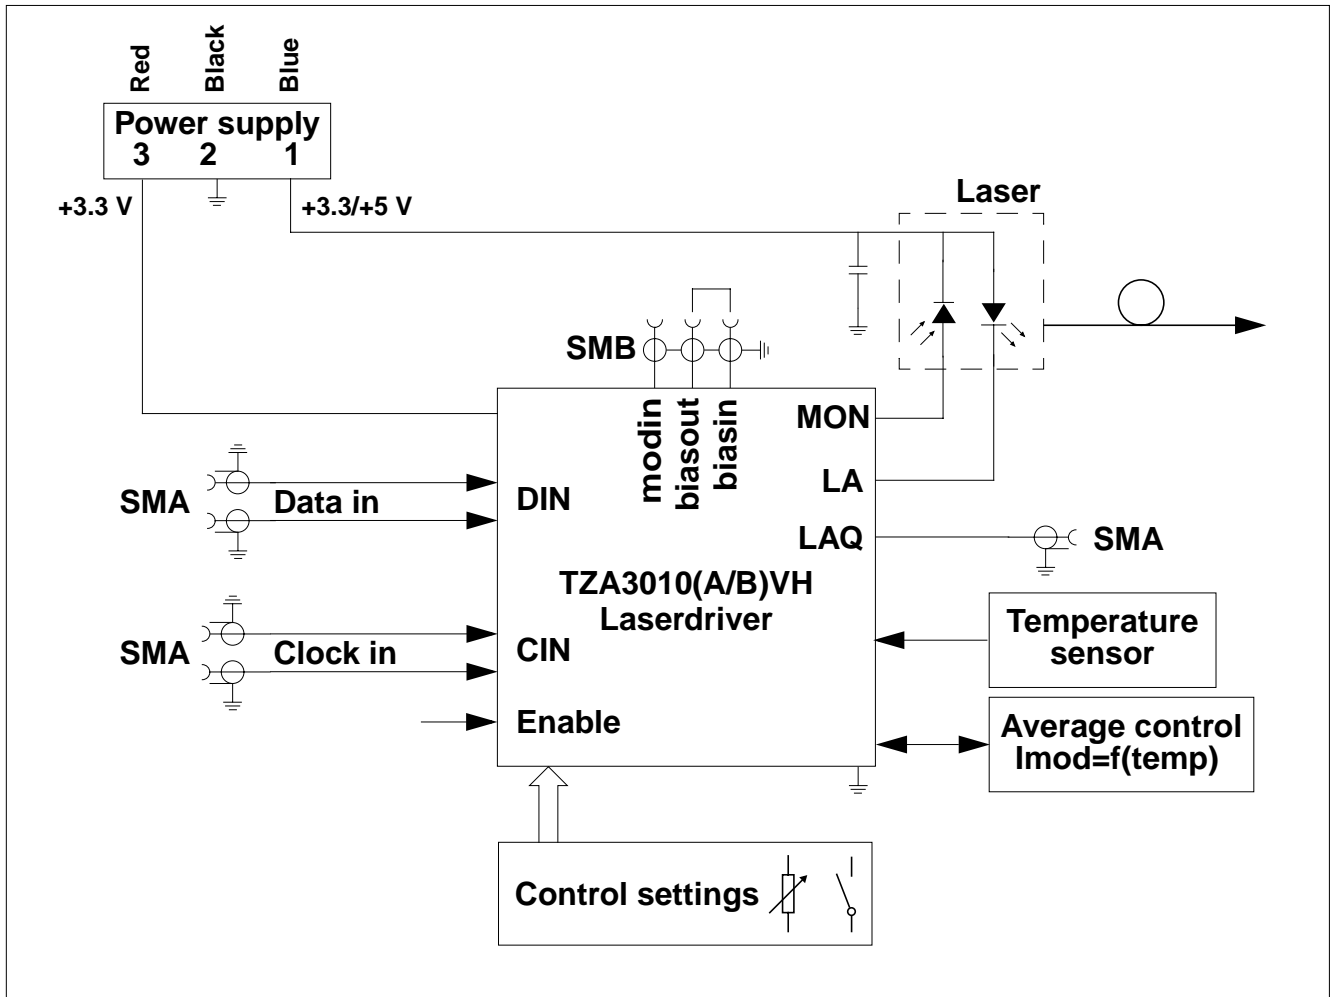 Red
Black
Blue
Power supply
3 2 1
+3.3 V
+3.3/+5 V
Laser
SMB
modin
biasout
biasin
MON
LA
LAQ
SMA
SMA
Data in
DIN
TZA3010(A/B)VH
Laserdriver
SMA
Clock in
CIN
Enable
Temperature
sensor
Average control
Imod=f(temp)
Control settings